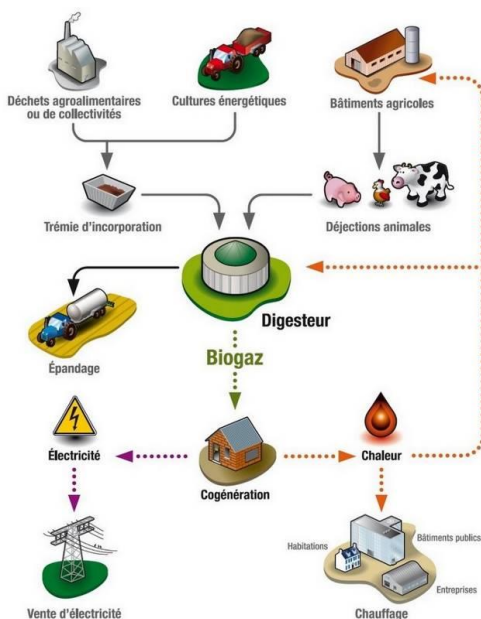 Déchets agroalimentaires
ou de collectivités
Cultures énergétiques
Bâtiments agricoles
Trémie d'incorporation
Déjections animales
Digesteur
Épandage
Biogaz
Électricité
Cogénération
Chaleur
Habitations
Bâtiments publics
Entreprises
Vente d'électricité
Chauffage